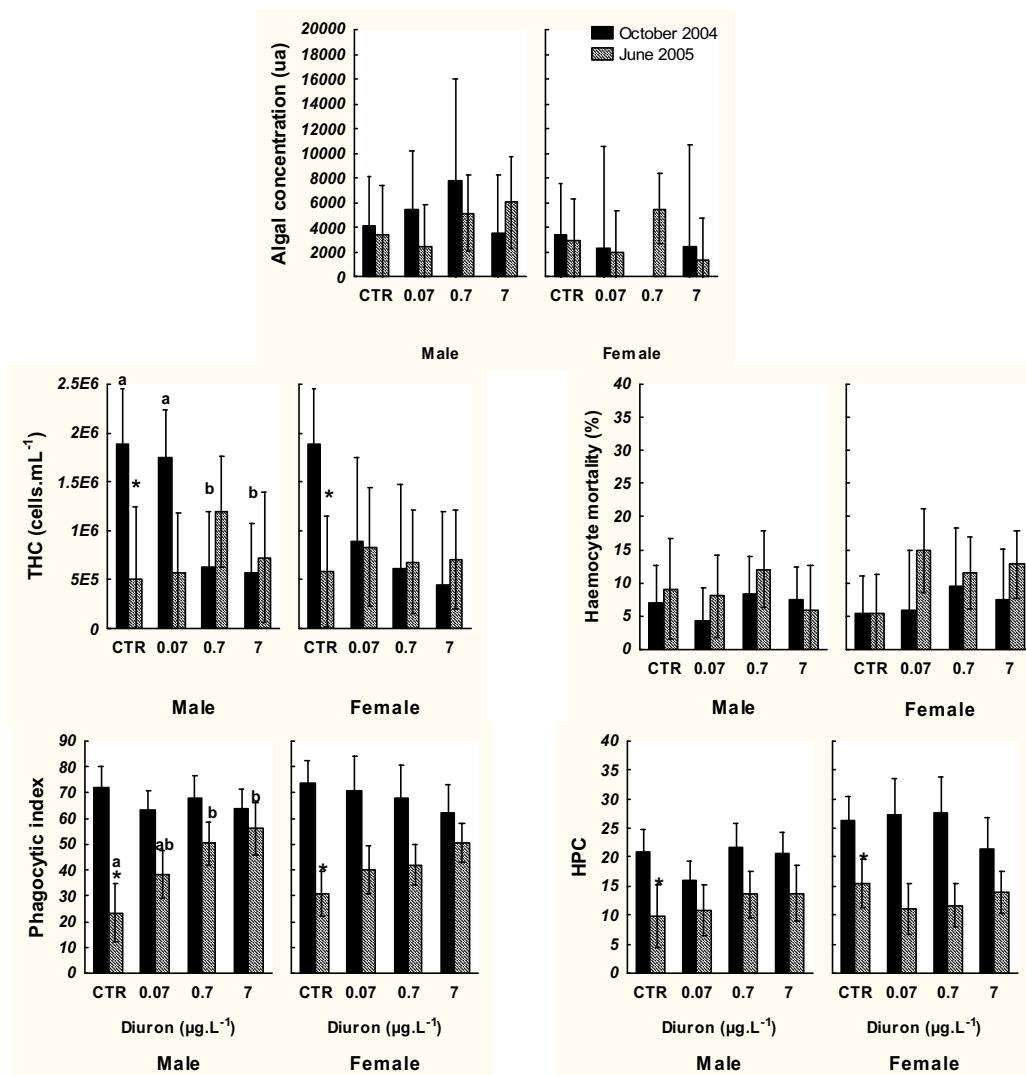 October 2004
June 2005
Algal concentration (ua)
20000
18000
16000
14000
12000
10000
8000
6000
4000
2000
0
CTR 0.07 0.7 7 CTR 0.07 0.7 7
Male Female
THC (cells.mL⁻¹)
2.5E6
2E6
1.5E6
1E6
5E5
0
a a
* b b *
CTR 0.07 0.7 7 CTR 0.07 0.7 7
Male Female
Haemocyte mortality (%)
40
35
30
25
20
15
10
5
0
CTR 0.07 0.7 7 CTR 0.07 0.7 7
Male Female
Phagocytic index
90
80
70
60
50
40
30
20
10
0
b
b
ab
a
* *
CTR 0.07 0.7 7 CTR 0.07 0.7 7
Diuron (µg.L⁻¹) Diuron (µg.L⁻¹)
Male Female
HPC
40
35
30
25
20
15
10
5
0
* *
CTR 0.07 0.7 7 CTR 0.07 0.7 7
Diuron (µg.L⁻¹) Diuron (µg.L⁻¹)
Male Female